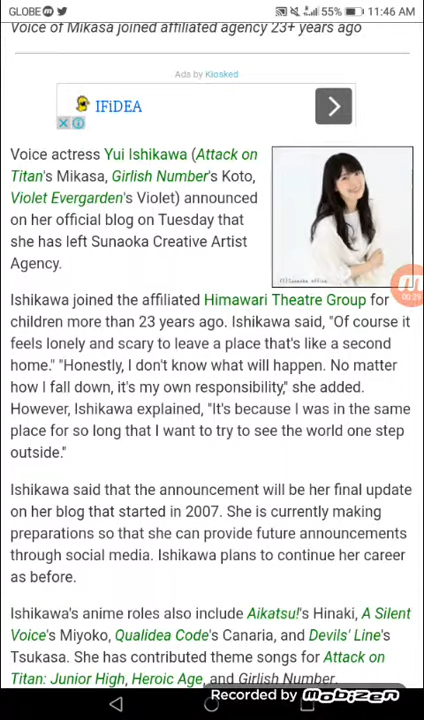 GLOBE 55% 11:46 AM
Voice of Mikasa joined affiliated agency 23+ years ago
Ads by Kiosked
IFiDEA
Voice actress Yui Ishikawa (Attack on
Titan's Mikasa, Girlish Number's Koto,
Violet Evergarden's Violet) announced
on her official blog on Tuesday that
she has left Sunaoka Creative Artist
Agency.
Ishikawa joined the affiliated Himawari Theatre Group for
children more than 23 years ago. Ishikawa said, "Of course it
feels lonely and scary to leave a place that's like a second
home." "Honestly, I don't know what will happen. No matter
how I fall down, it's my own responsibility," she added.
However, Ishikawa explained, "It's because I was in the same
place for so long that I want to try to see the world one step
outside."
Ishikawa said that the announcement will be her final update
on her blog that started in 2007. She is currently making
preparations so that she can provide future announcements
through social media. Ishikawa plans to continue her career
as before.
Ishikawa's anime roles also include Aikatsu!'s Hinaki, A Silent
Voice's Miyoko, Qualidea Code's Canaria, and Devils' Line's
Tsukasa. She has contributed theme songs for Attack on
Titan: Junior High, Heroic Age, and Girlish Number.
Recorded by mobizen